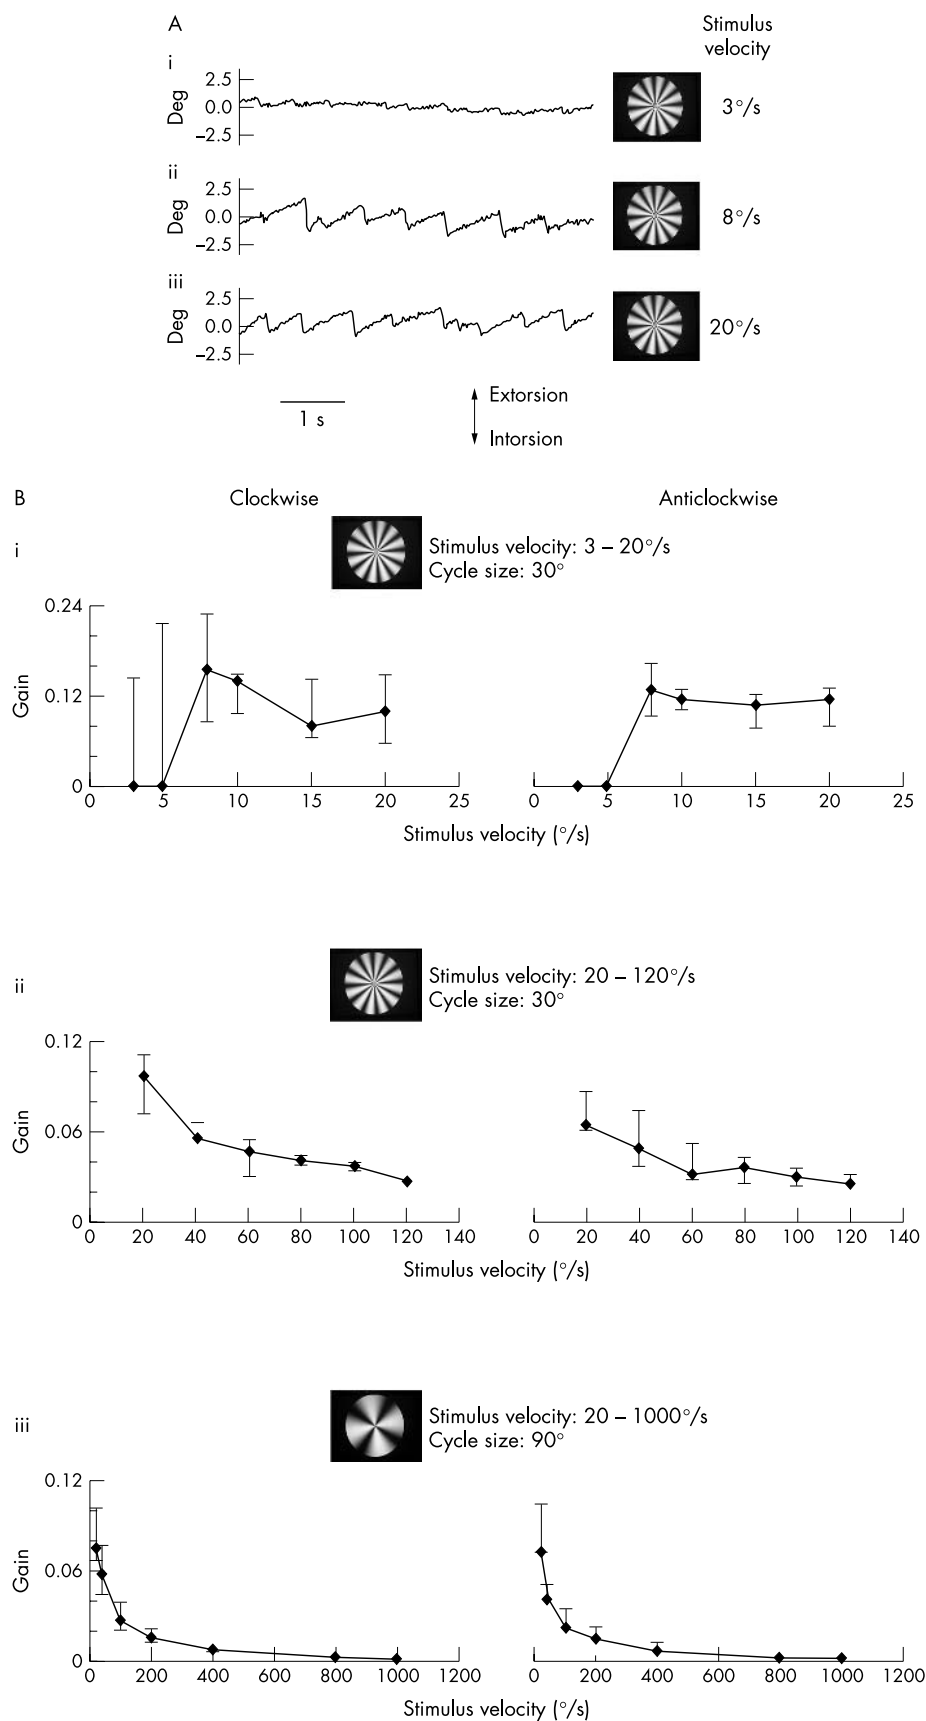 A
Stimulus
velocity
i
Deg
2.5
0.0
−2.5
3°/s
ii
Deg
2.5
0.0
−2.5
8°/s
iii
Deg
2.5
0.0
−2.5
20°/s
1 s
Extorsion
Intorsion
B
Clockwise
Anticlockwise
i
Stimulus velocity: 3 – 20°/s
Cycle size: 30°
Gain
0.24
0.12
0
0 5 10 15 20 25
0 5 10 15 20 25
Stimulus velocity (°/s)
ii
Stimulus velocity: 20 – 120°/s
Cycle size: 30°
Gain
0.12
0.06
0
0 20 40 60 80 100 120 140
0 20 40 60 80 100 120 140
Stimulus velocity (°/s)
iii
Stimulus velocity: 20 – 1000°/s
Cycle size: 90°
Gain
0.12
0.06
0
0 200 400 600 800 1000 1200
0 200 400 600 800 1000 1200
Stimulus velocity (°/s)